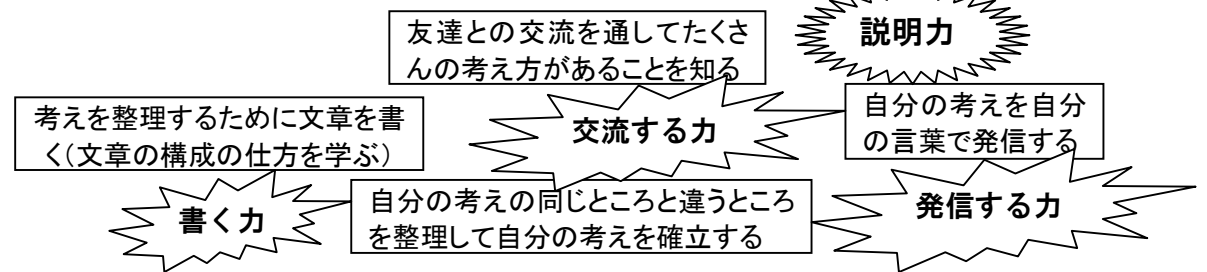 説明力
友達との交流を通してたくさ
んの考え方があることを知る
交流する力
自分の考えを自分
の言葉で発信する
考えを整理するために文章を書
く(文章の構成の仕方を学ぶ)
書く力
自分の考えの同じところと違うところ
を整理して自分の考えを確立する
発信する力